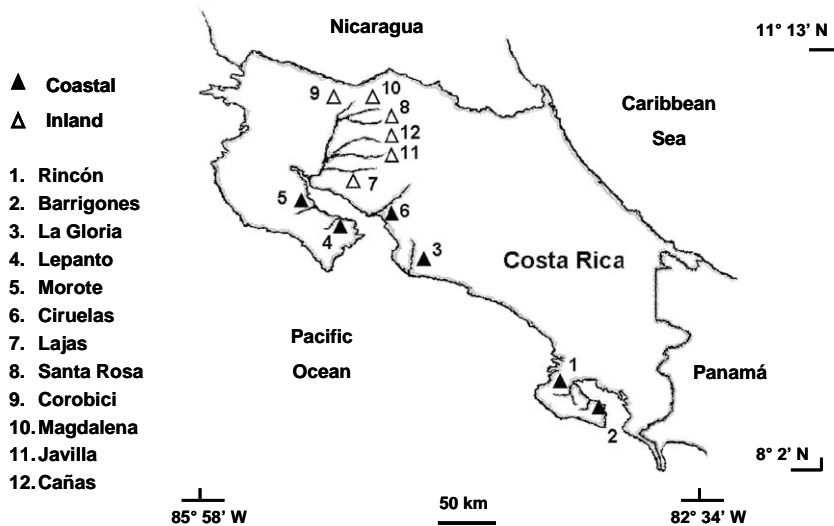 Nicaragua
11° 13’ N
Coastal
Inland
Caribbean
Sea
1. Rincón
2. Barrigones
3. La Gloria
4. Lepanto
5. Morote
6. Ciruelas
7. Lajas
8. Santa Rosa
9. Corobici
10. Magdalena
11. Javilla
12. Cañas
9
10
8
12
11
7
5
6
4
3
Costa Rica
Pacific
Ocean
1
2
Panamá
8° 2’ N
85° 58’ W
50 km
82° 34’ W